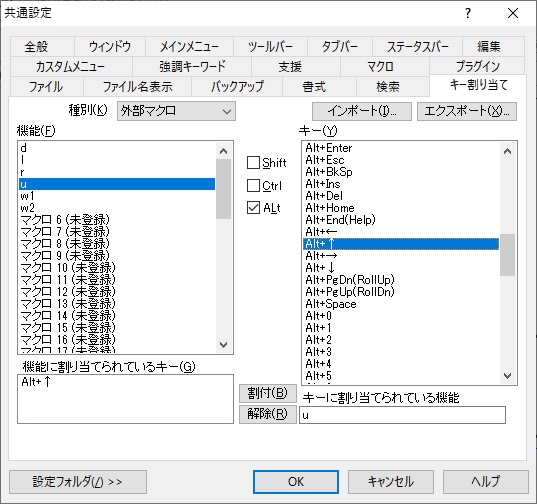 共通設定
全般 ウィンドウ メインメニュー ツールバー タブバー ステータスバー 編集
カスタムメニュー 強調キーワード 支援 マクロ プラグイン
ファイル ファイル名表示 バックアップ 書式 検索 キー割り当て
種別(K) 外部マクロ インポート(I)... エクスポート(X)...
機能(F)
d
l
r
u
w1
w2
マクロ 6 (未登録)
マクロ 7 (未登録)
マクロ 8 (未登録)
マクロ 9 (未登録)
マクロ 10 (未登録)
マクロ 11 (未登録)
マクロ 12 (未登録)
マクロ 13 (未登録)
マクロ 14 (未登録)
マクロ 15 (未登録)
マクロ 16 (未登録)
マクロ 17 (未登録)
Shift
Ctrl
ALt
キー(Y)
Alt+Enter
Alt+Esc
Alt+BkSp
Alt+Ins
Alt+Del
Alt+Home
Alt+End(Help)
Alt+←
Alt+↑
Alt+→
Alt+↓
Alt+PgDn(RollUp)
Alt+PgUp(RollDn)
Alt+Space
Alt+0
Alt+1
Alt+2
Alt+3
Alt+4
Alt+5
機能に割り当てられているキー(G)
Alt+↑
割付(B)
解除(R)
キーに割り当てられている機能
u
設定フォルダ(/) >>
OK
キャンセル
ヘルプ